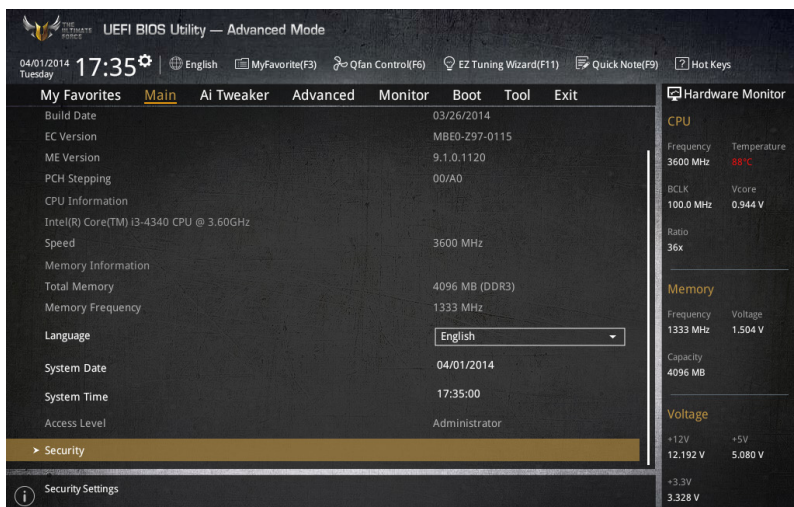 THE ULTIMATE FORCE
UEFI BIOS Utility — Advanced Mode
04/01/2014
Tuesday
17:35
English
MyFavorite(F3)
Qfan Control(F6)
EZ Tuning Wizard(F11)
Quick Note(F9)
? Hot Keys
My Favorites Main Ai Tweaker Advanced Monitor Boot Tool Exit
Build Date 03/26/2014
EC Version MBE0-Z97-0115
ME Version 9.1.0.1120
PCH Stepping 00/A0
CPU Information
Intel(R) Core(TM) i3-4340 CPU @ 3.60GHz
Speed 3600 MHz
Memory Information
Total Memory 4096 MB (DDR3)
Memory Frequency 1333 MHz
Language English
System Date 04/01/2014
System Time 17:35:00
Access Level Administrator
> Security
i Security Settings
Hardware Monitor
CPU
Frequency Temperature
3600 MHz 88°C
BCLK Vcore
100.0 MHz 0.944 V
Ratio
36x
Memory
Frequency Voltage
1333 MHz 1.504 V
Capacity
4096 MB
Voltage
+12V +5V
12.192 V 5.080 V
+3.3V
3.328 V